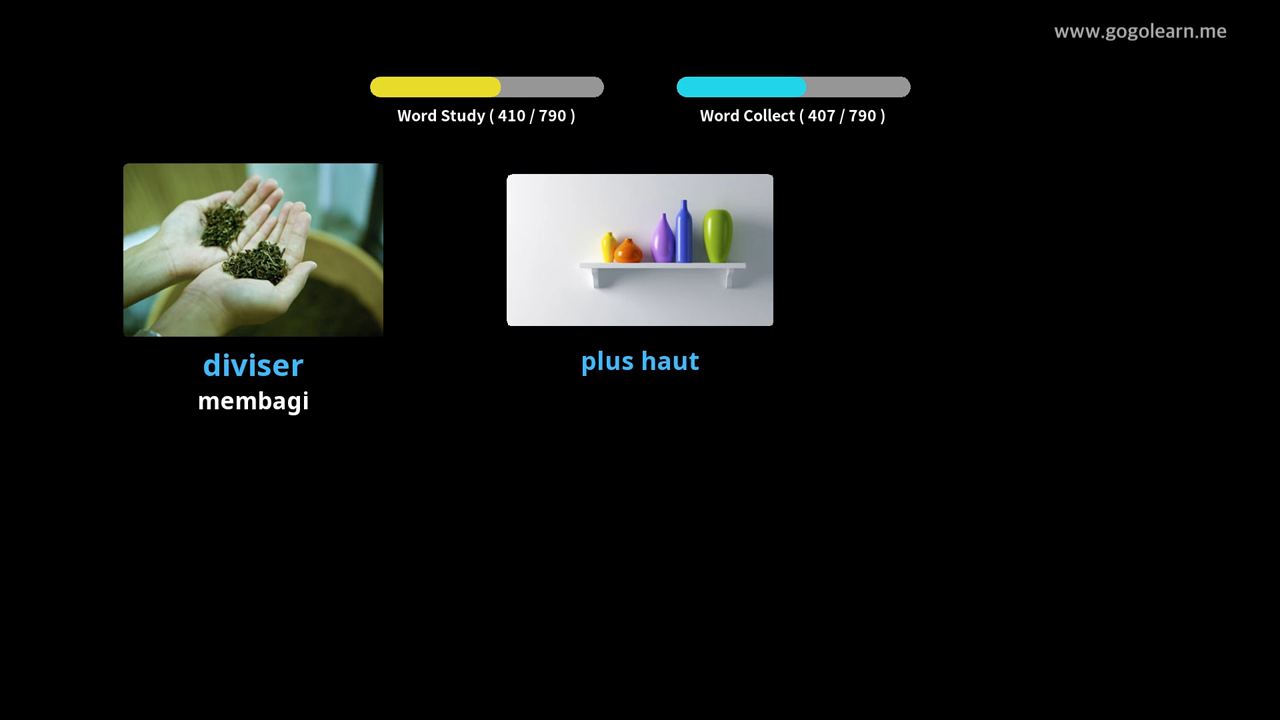 www.gogolearn.me
Word Study ( 410 / 790 )
Word Collect ( 407 / 790 )
diviser
membagi
plus haut